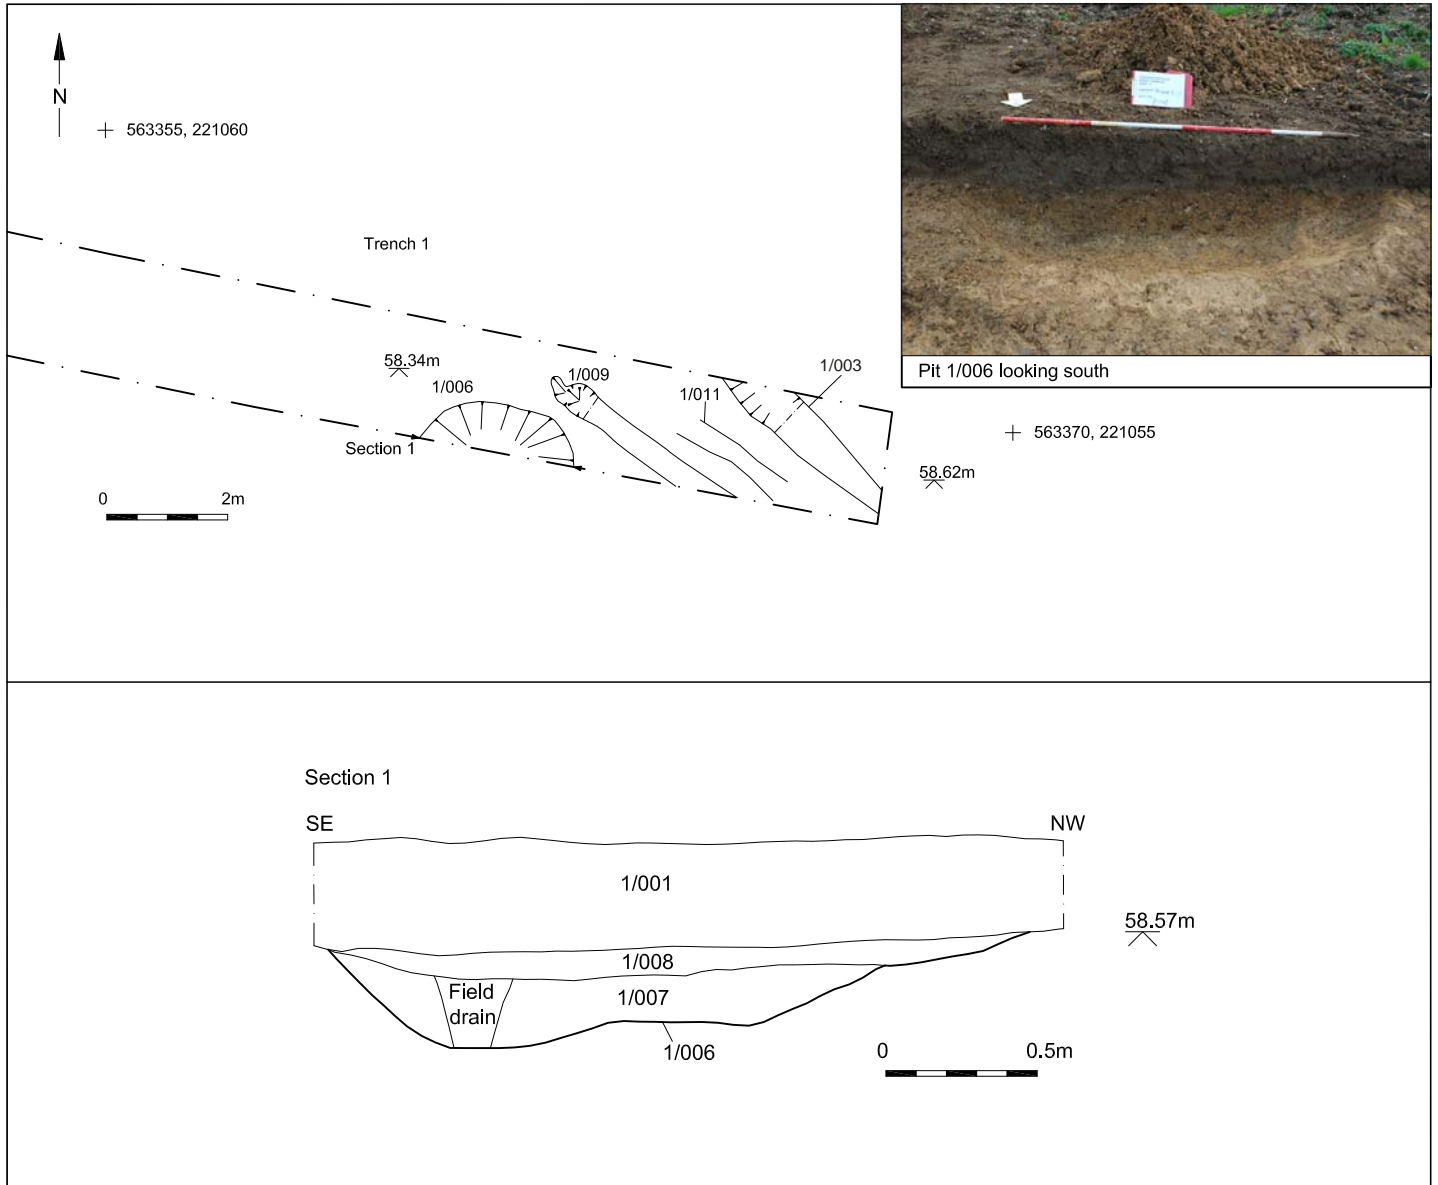 N
563355, 221060
Trench 1
58.34m
1/006
1/009
1/011
1/003
Section 1
563370, 221055
58.62m
0 2m
Pit 1/006 looking south
Section 1
SE NW
1/001
58.57m
1/008
Field
drain
1/007
1/006
0 0.5m